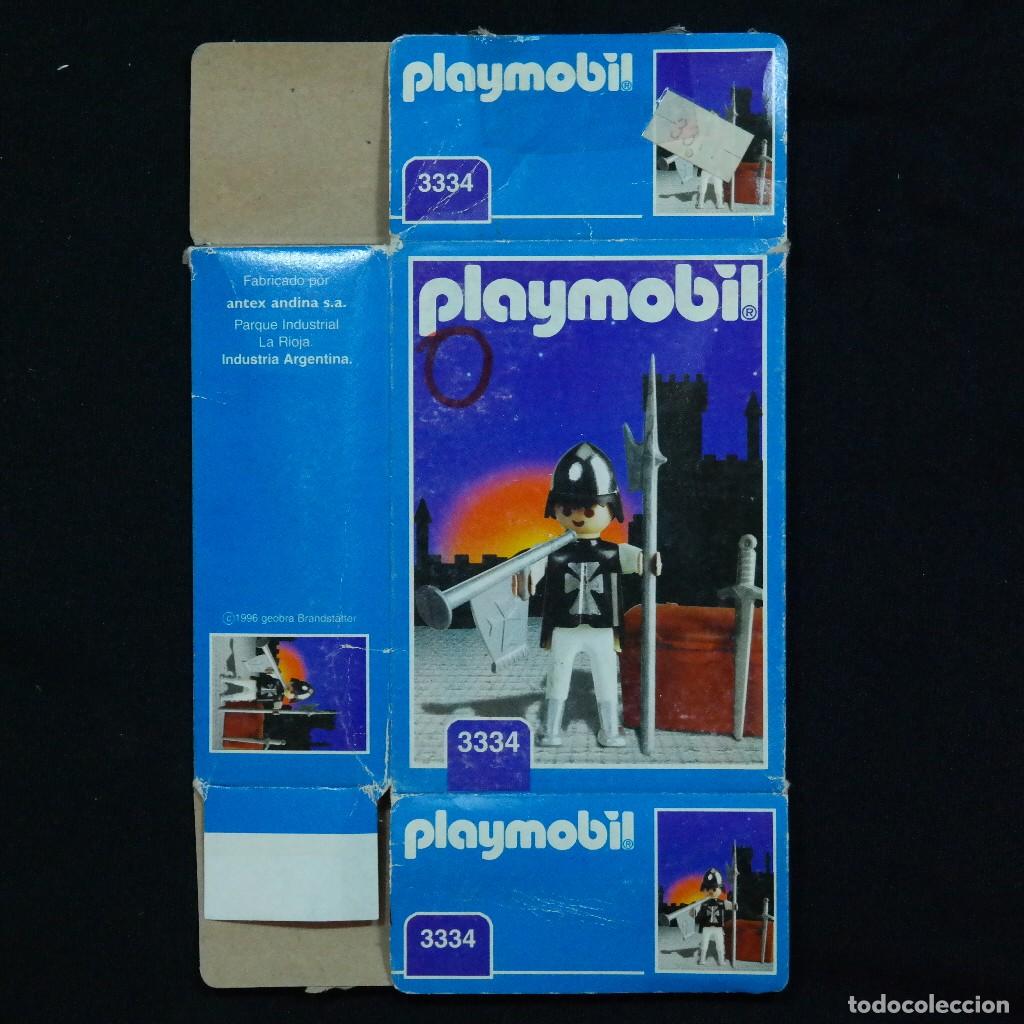 playmobil®
3334
Fabricado por
antex andina s.a.
Parque Industrial
La Rioja.
Industria Argentina.
©1996 geobra Brandstätter
playmobil®
3334
playmobil®
3334
todocoleccion